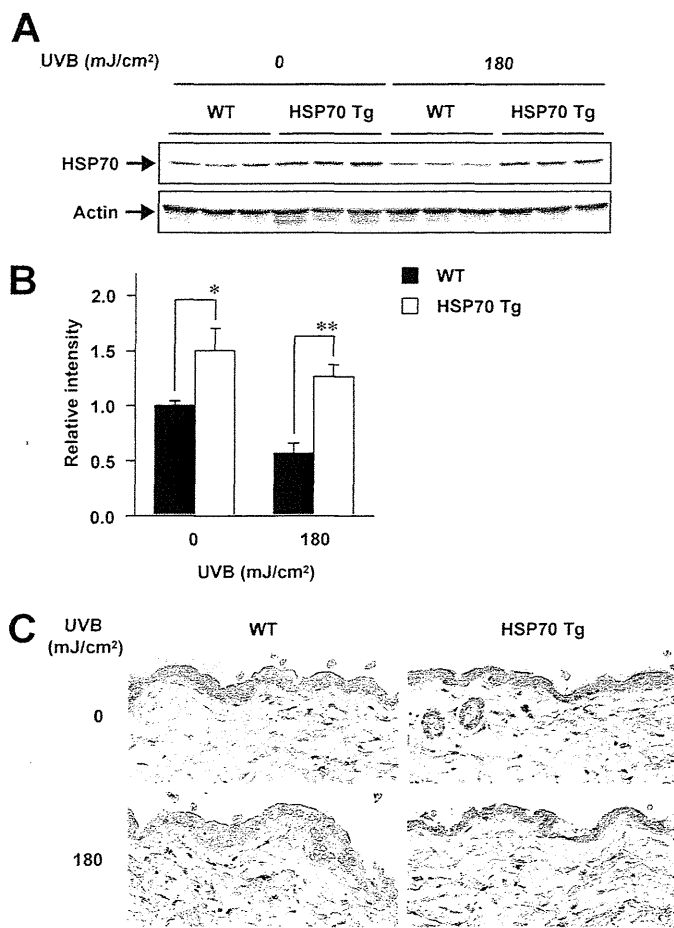 A
UVB (mJ/cm²) 0 180
WT HSP70 Tg WT HSP70 Tg
HSP70
Actin
B
WT
HSP70 Tg
2.0
1.5
1.0
0.5
0.0
Relative intensity
* **
0 180
UVB (mJ/cm²)
C
UVB (mJ/cm²) WT HSP70 Tg
0
180